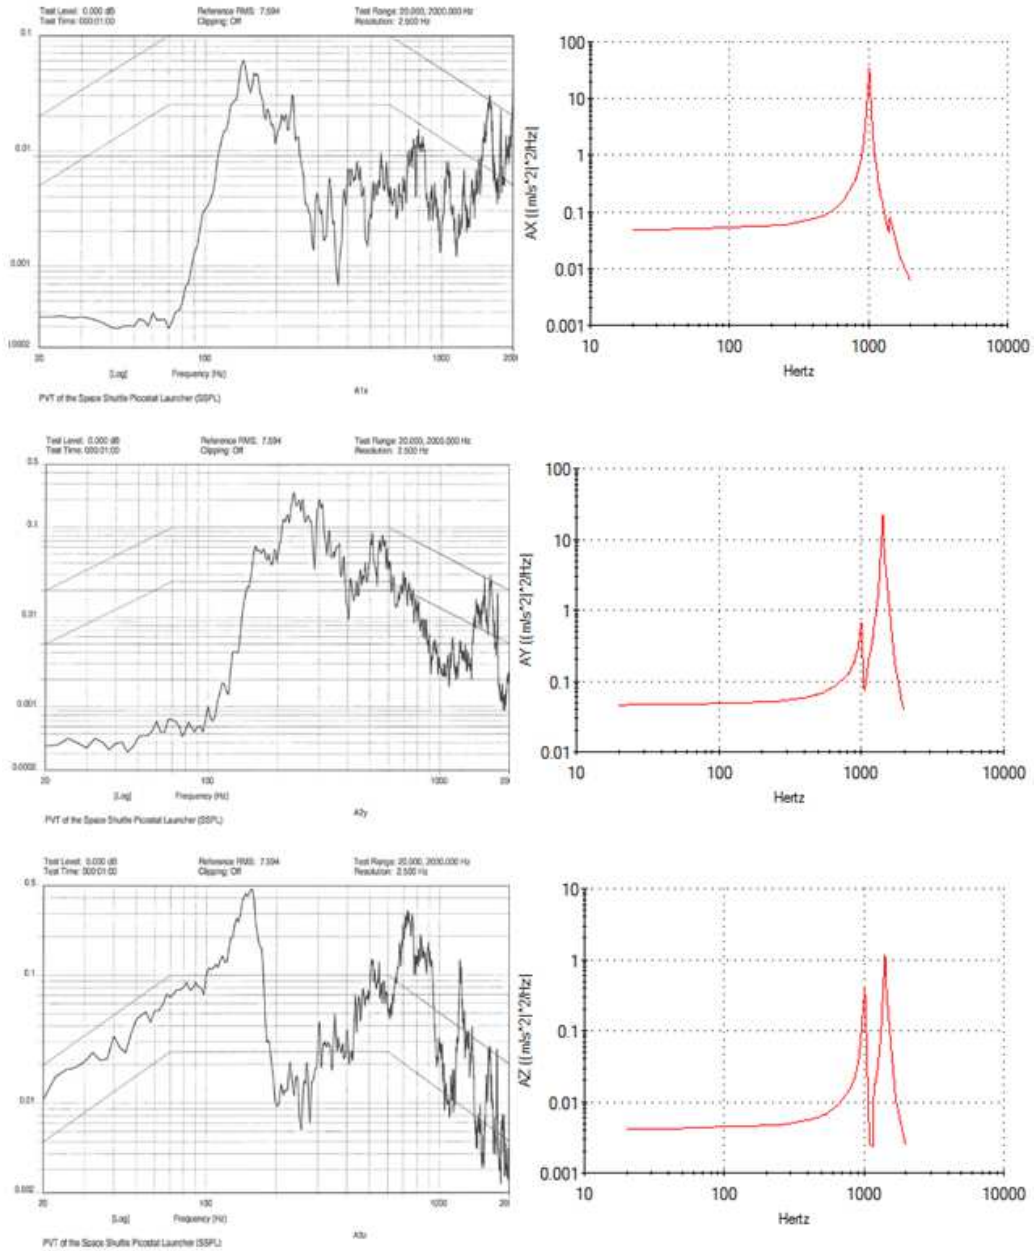 Test Level: 0.000 dB Reference RMS: 7.594 Test Range: 20.000, 2000.000 Hz
Test Time: 000:01:00 Clipping: Off Resolution: 2.500 Hz
0.1
0.01
0.001
20 100 1000
[Log] Frequency (Hz)
A1x
PVT of the Space Shuttle Picosat Launcher (SSPL)
AX [(m/s^2]^2/Hz]
100
10
1
0.1
0.01
0.001
10 100 1000 10000
Hertz
Test Level: 0.000 dB Reference RMS: 7.594 Test Range: 20.000, 2000.000 Hz
Test Time: 000:01:00 Clipping: Off Resolution: 2.500 Hz
0.5
0.1
0.01
0.001
0.0002
20 100 1000
[Log] Frequency (Hz)
PVT of the Space Shuttle Picosat Launcher (SSPL)
AY [(m/s^2]^2/Hz]
100
10
1
0.1
0.01
10 100 1000 10000
Hertz
Test Level: 0.000 dB Reference RMS: 7.594 Test Range: 20.000, 2000.000 Hz
Test Time: 000:01:00 Clipping: Off Resolution: 2.500 Hz
0.5
0.1
0.01
0.002
20 100 1000
[Log] Frequency (Hz)
PVT of the Space Shuttle Picosat Launcher (SSPL)
AZ [(m/s^2]^2/Hz]
10
1
0.1
0.01
0.001
10 100 1000 10000
Hertz